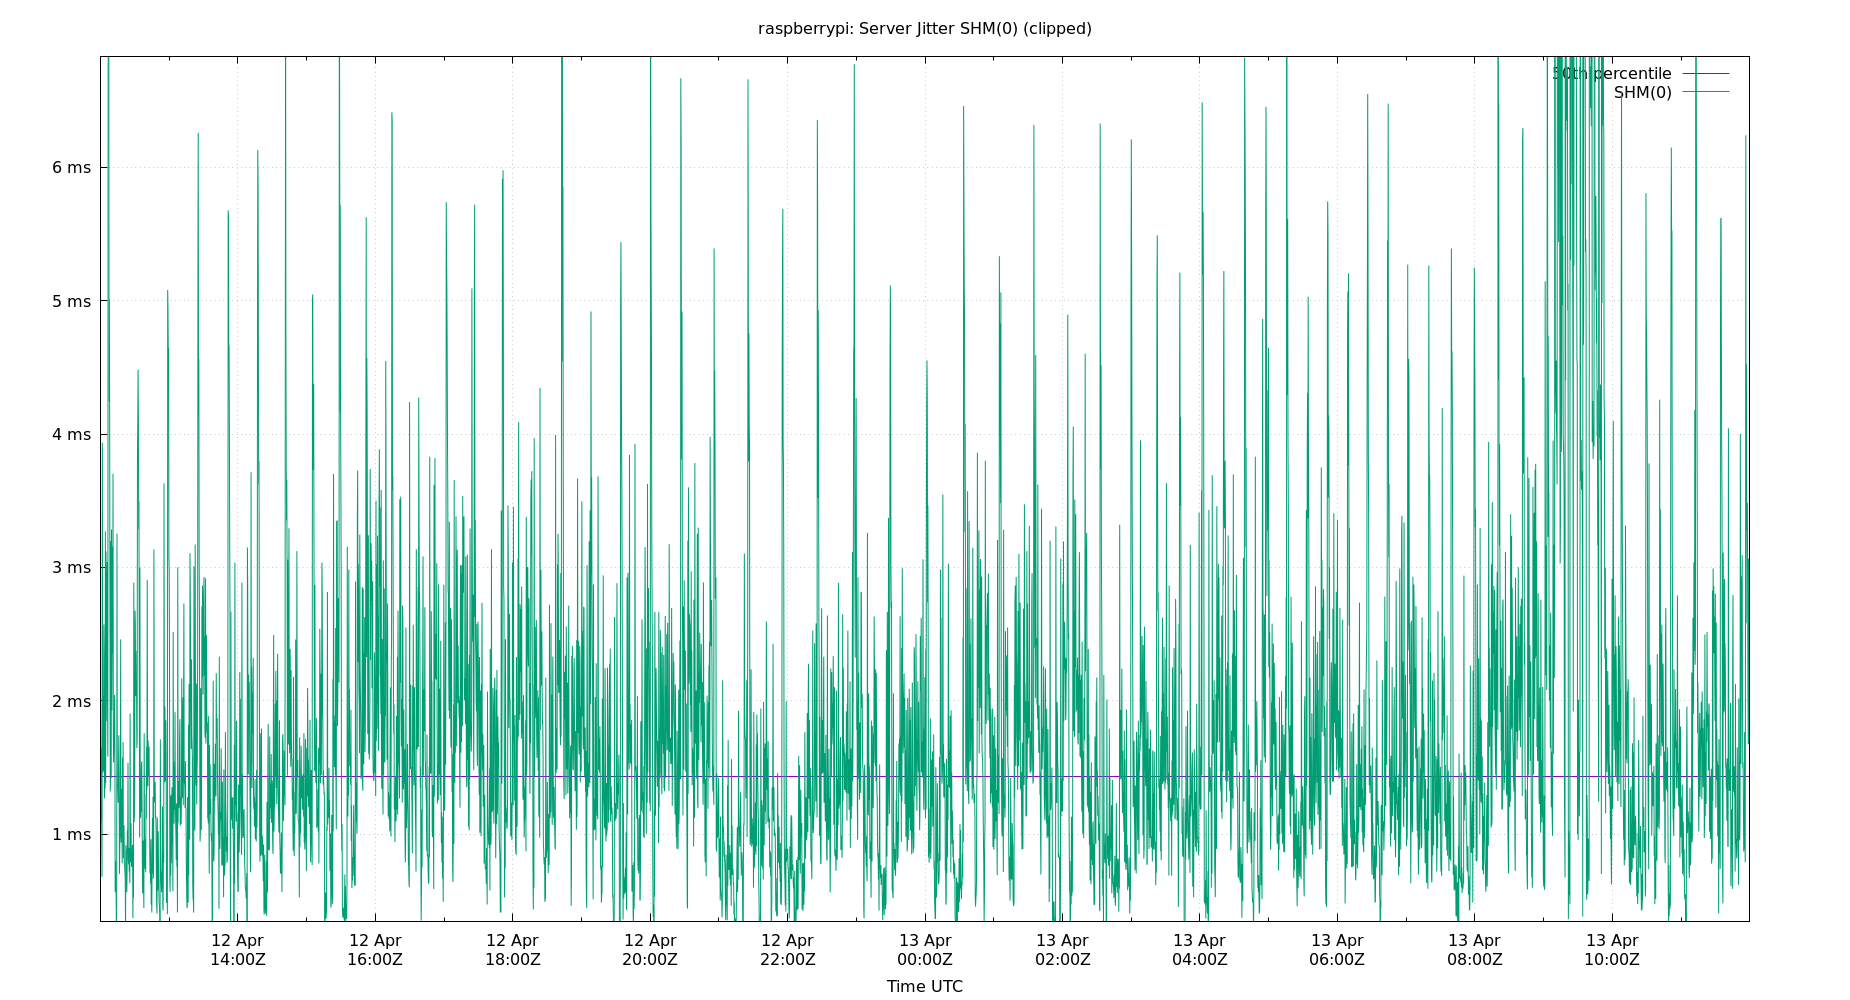 raspberrypi: Server Jitter SHM(0) (clipped)
50th percentile
SHM(0)
6 ms
5 ms
4 ms
3 ms
2 ms
1 ms
12 Apr 12 Apr 12 Apr 12 Apr 12 Apr 13 Apr 13 Apr 13 Apr 13 Apr 13 Apr 13 Apr
14:00Z 16:00Z 18:00Z 20:00Z 22:00Z 00:00Z 02:00Z 04:00Z 06:00Z 08:00Z 10:00Z
Time UTC